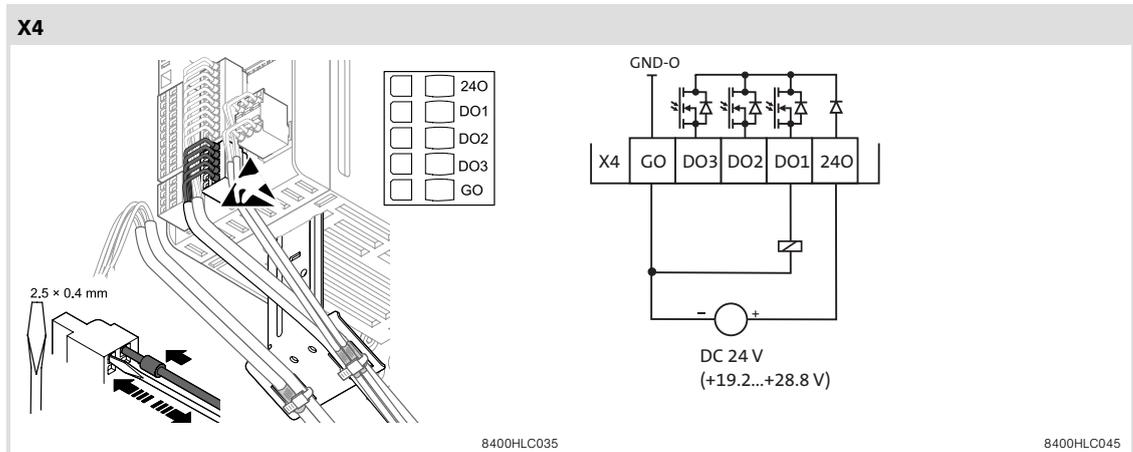 X4
24O
DO1
DO2
DO3
GO
2.5 × 0.4 mm
8400HLC035
GND-O
X4 GO DO3 DO2 DO1 24O
− +
DC 24 V
(+19.2...+28.8 V)
8400HLC045